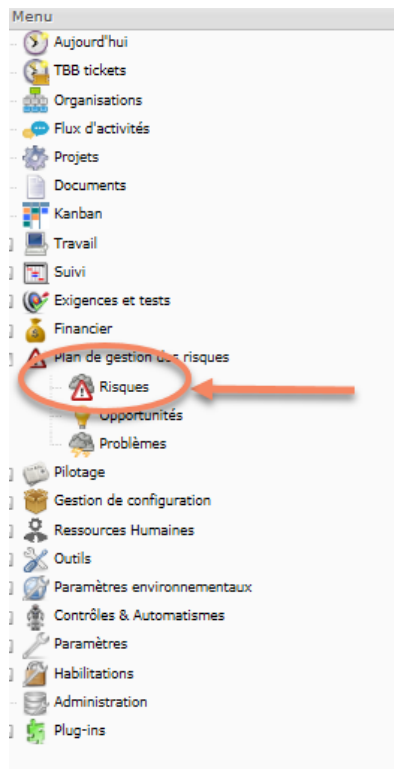 Menu
Aujourd'hui
TBB tickets
Organisations
Flux d'activités
Projets
Documents
Kanban
Travail
Suivi
Exigences et tests
Financier
Plan de gestion des risques
Risques
Opportunités
Problèmes
Pilotage
Gestion de configuration
Ressources Humaines
Outils
Paramètres environnementaux
Contrôles & Automatismes
Paramètres
Habilitations
Administration
Plug-ins